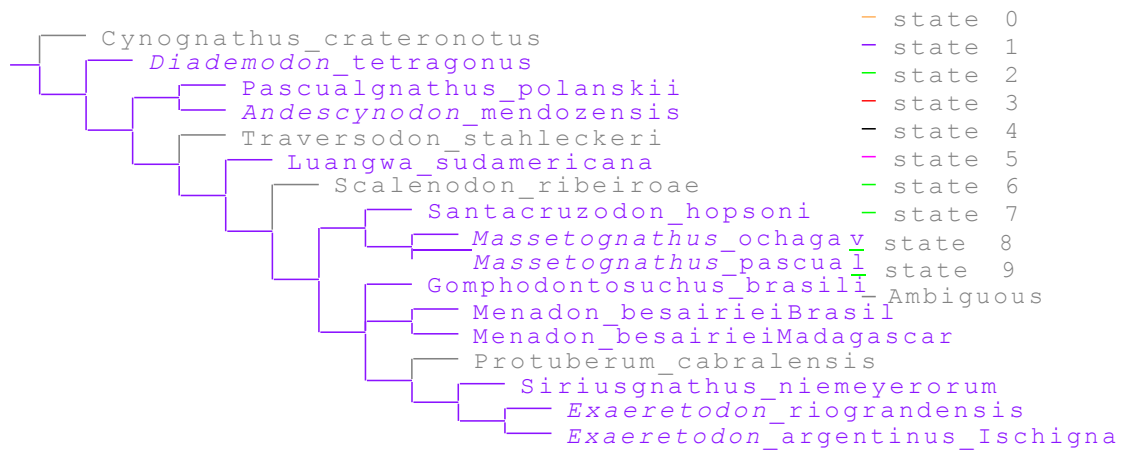 Cynognathus_crateronotus
Diademodon_tetragonus
Pascualgnathus_polanskii
Andescynodon_mendozensis
Traversodon_stahleckeri
Luangwa_sudamericana
Scalenodon_ribeiroae
Santacruzodon_hopsoni
Massetognathus_ochagav
Massetognathus_pascual
Gomphodontosuchus_brasili
Menadon_besairieiBrasil
Menadon_besairieiMadagascar
Protuberum_cabralensis
Siriusgnathus_niemeyerorum
Exaeretodon_riograndensis
Exaeretodon_argentinus_Ischigna
state 0
state 1
state 2
state 3
state 4
state 5
state 6
state 7
state 8
state 9
Ambiguous